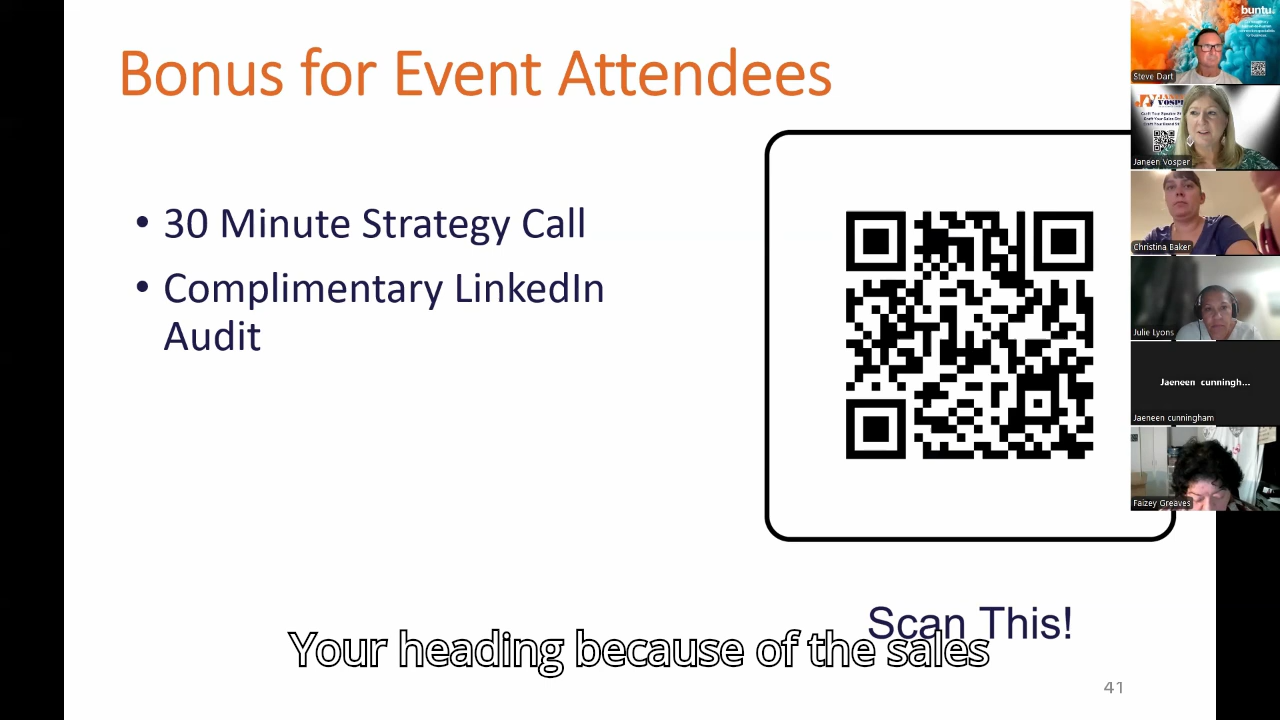 Bonus for Event Attendees
• 30 Minute Strategy Call
• Complimentary LinkedIn
Audit
Scan This!
Your heading because of the sales
41
buntu.
Steve Dart
Janeen Vosper
Christina Baker
Julie Lyons
Jaeneen cunningh...
Jaeneen cunningham
Faizey Greaves